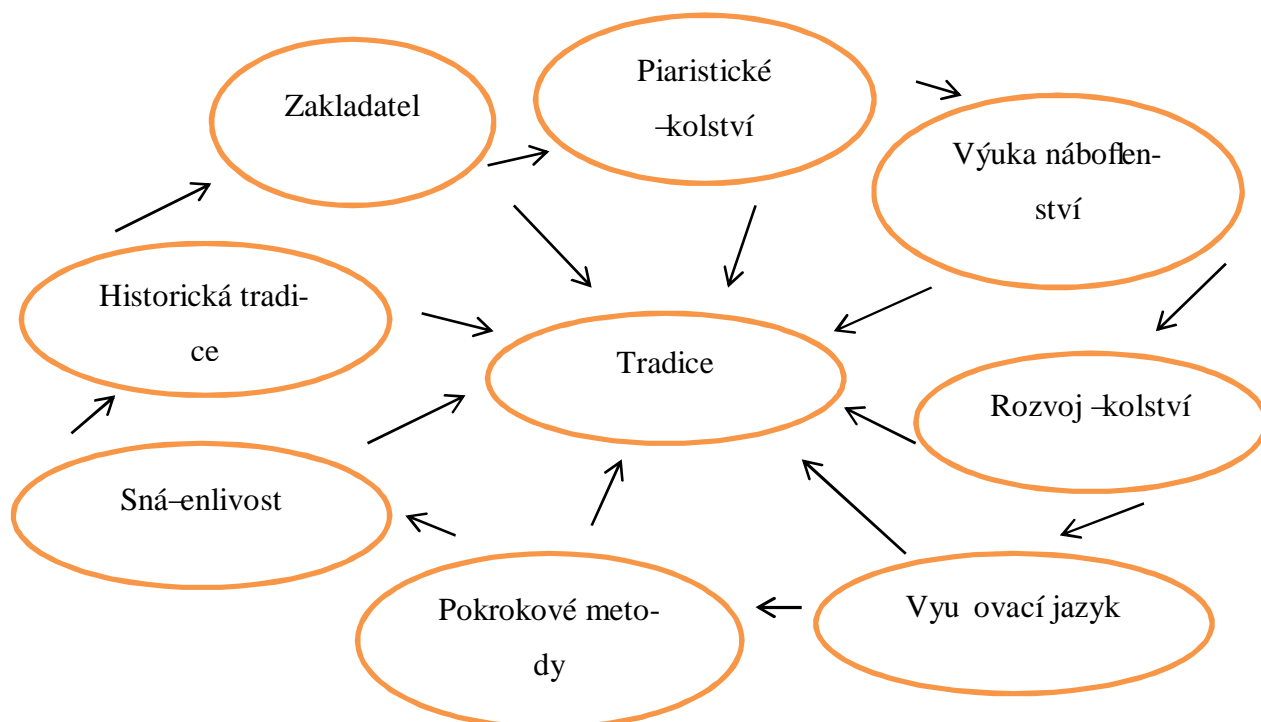 Zakladatel
Piaristické
–kolství
Výuka náboflen-
ství
Historická tradi-
ce
Tradice
Rozvoj –kolství
Sná–enlivost
Pokrokové meto-
dy
Vyu ovací jazyk